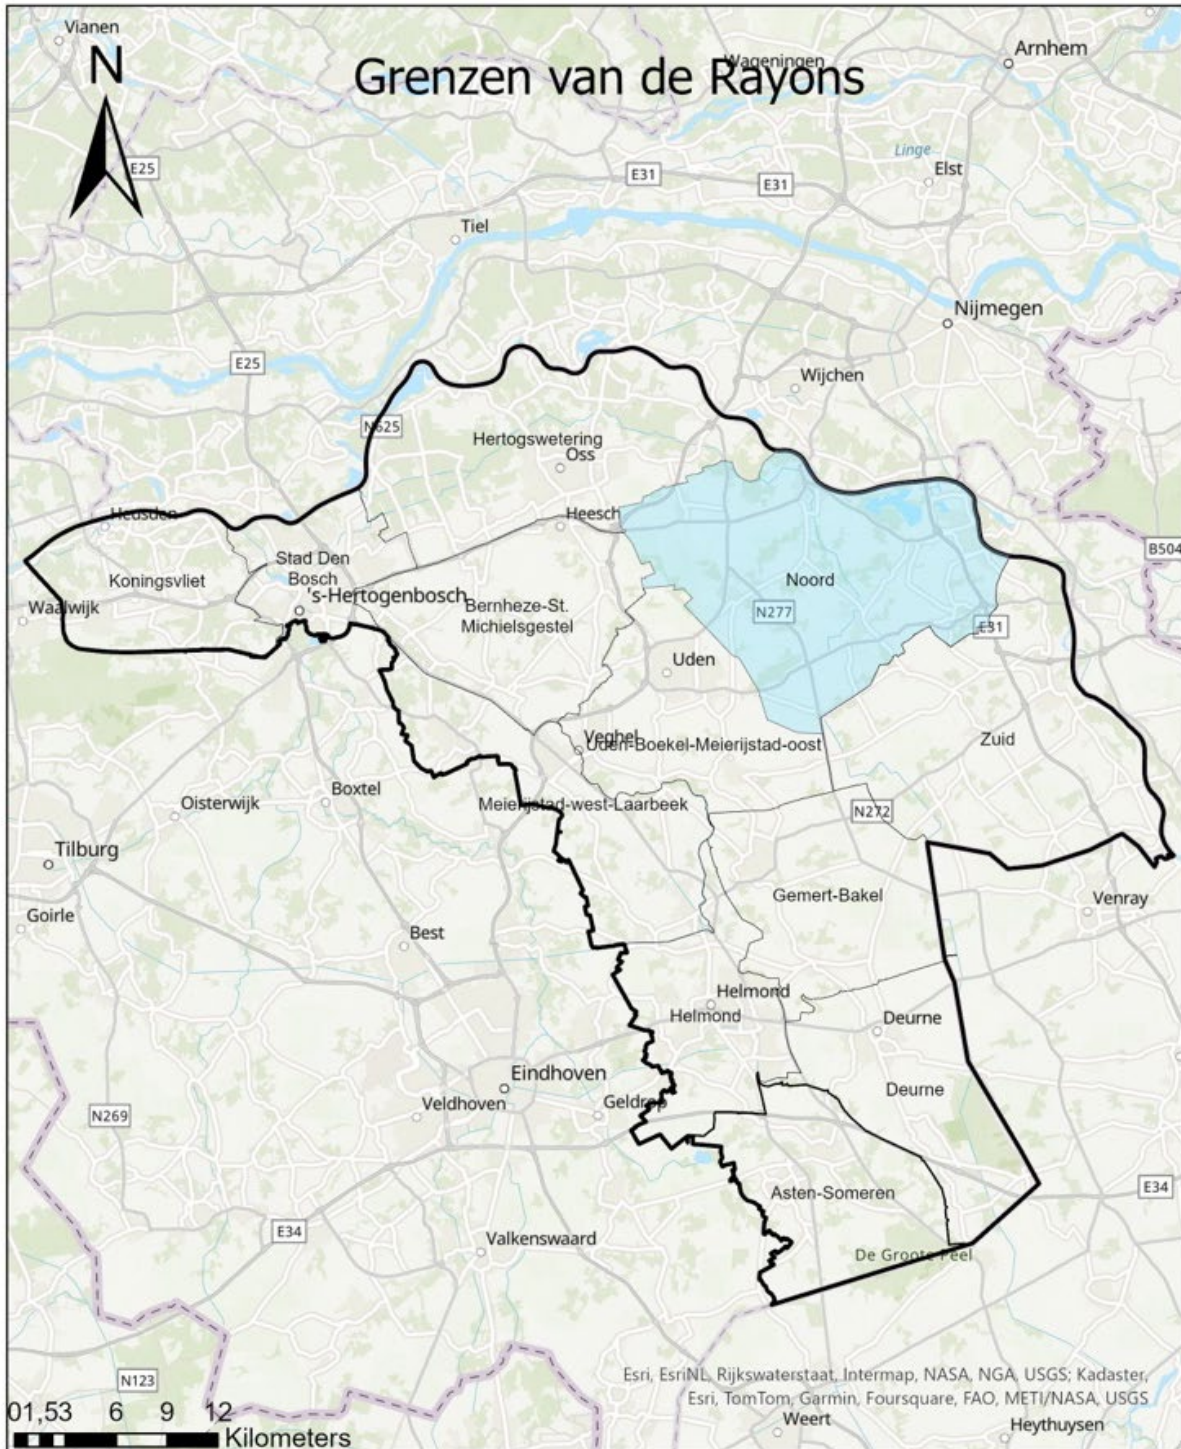 Vianen
N
Grenzen van de Rayons
Wageningen
Arnhem
E25
E31
E31
Linge
Elst
Tiel
Nijmegen
E25
Wijchen
N625
Hertogswetering
Oss
Heusden
Heesch
B504
Stad Den
Bosch
Koningsvliet
Noord
's-Hertogenbosch
Waalwijk
Bernheze-St.
Michielsgestel
N277
E31
Uden
Veghel
Uden-Boekel-Meierijstad-oost
Zuid
Oisterwijk
Boxtel
Meierijstad-west-Laarbeek
N272
Tilburg
Gemert-Bakel
Venray
Goirle
Best
Helmond
Helmond
Deurne
Eindhoven
Deurne
N269
Veldhoven
Geldrop
Asten-Someren
E34
E34
Valkenswaard
De Groote Peel
N123
Esri, EsriNL, Rijkswaterstaat, Intermap, NASA, NGA, USGS; Kadaster,
Esri, TomTom, Garmin, Foursquare, FAO, METI/NASA, USGS
01,53 6 9 12
Kilometers
Weert
Heythuysen